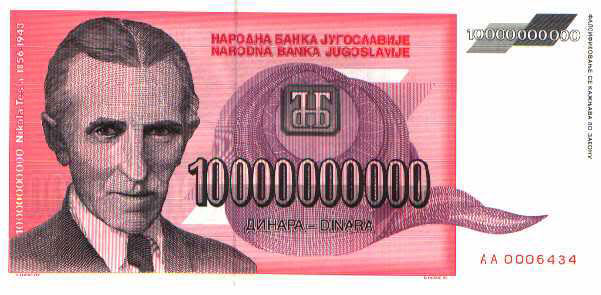 НАРОДНА БАНКА ЈУГОСЛАВИЈЕ
NARODNA BANKA JUGOSLAVIJE
10000000000
10000000000 Nikola Tesla 1856 1943
10000000000
ДИНАРА – DINARA
AA 0006434
ФАЛСИФИКОВАЊЕ СЕ КАЖЊАВА ПО ЗАКОНУ